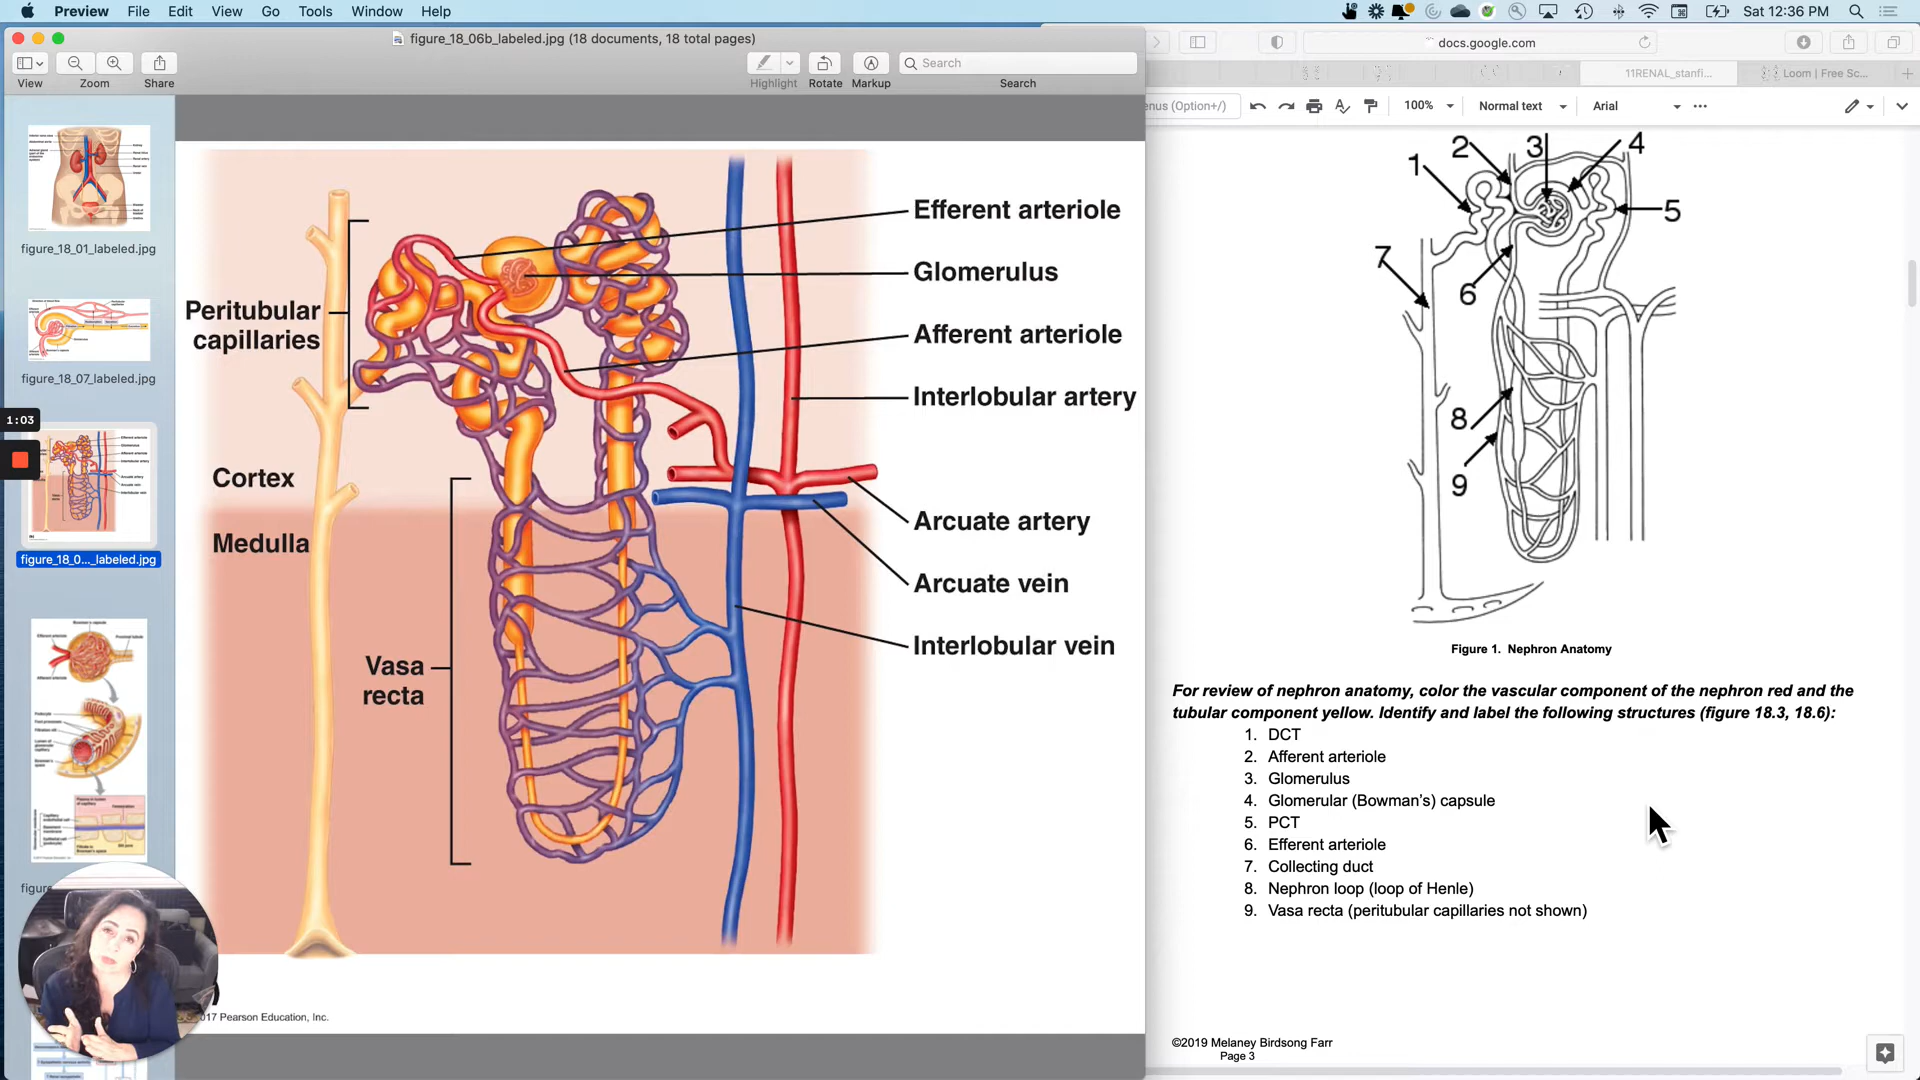 Preview File Edit View Go Tools Window Help
Sat 12:36 PM
figure_18_06b_labeled.jpg (18 documents, 18 total pages)
View Zoom Share
Highlight Rotate Markup
Search
Search
figure_18_01_labeled.jpg
figure_18_07_labeled.jpg
1:03
figure_18_0..._labeled.jpg
Efferent arteriole
Glomerulus
Peritubular
capillaries
Afferent arteriole
Interlobular artery
Cortex
Medulla
Arcuate artery
Arcuate vein
Interlobular vein
Vasa
recta
017 Pearson Education, Inc.
docs.google.com
11RENAL_stanfi...
Loom | Free Sc...
enus (Option+/)
100%
Normal text
Arial
1
2
3
4
5
6
7
8
9
Figure 1. Nephron Anatomy
For review of nephron anatomy, color the vascular component of the nephron red and the
tubular component yellow. Identify and label the following structures (figure 18.3, 18.6):
1. DCT
2. Afferent arteriole
3. Glomerulus
4. Glomerular (Bowman's) capsule
5. PCT
6. Efferent arteriole
7. Collecting duct
8. Nephron loop (loop of Henle)
9. Vasa recta (peritubular capillaries not shown)
©2019 Melaney Birdsong Farr
Page 3